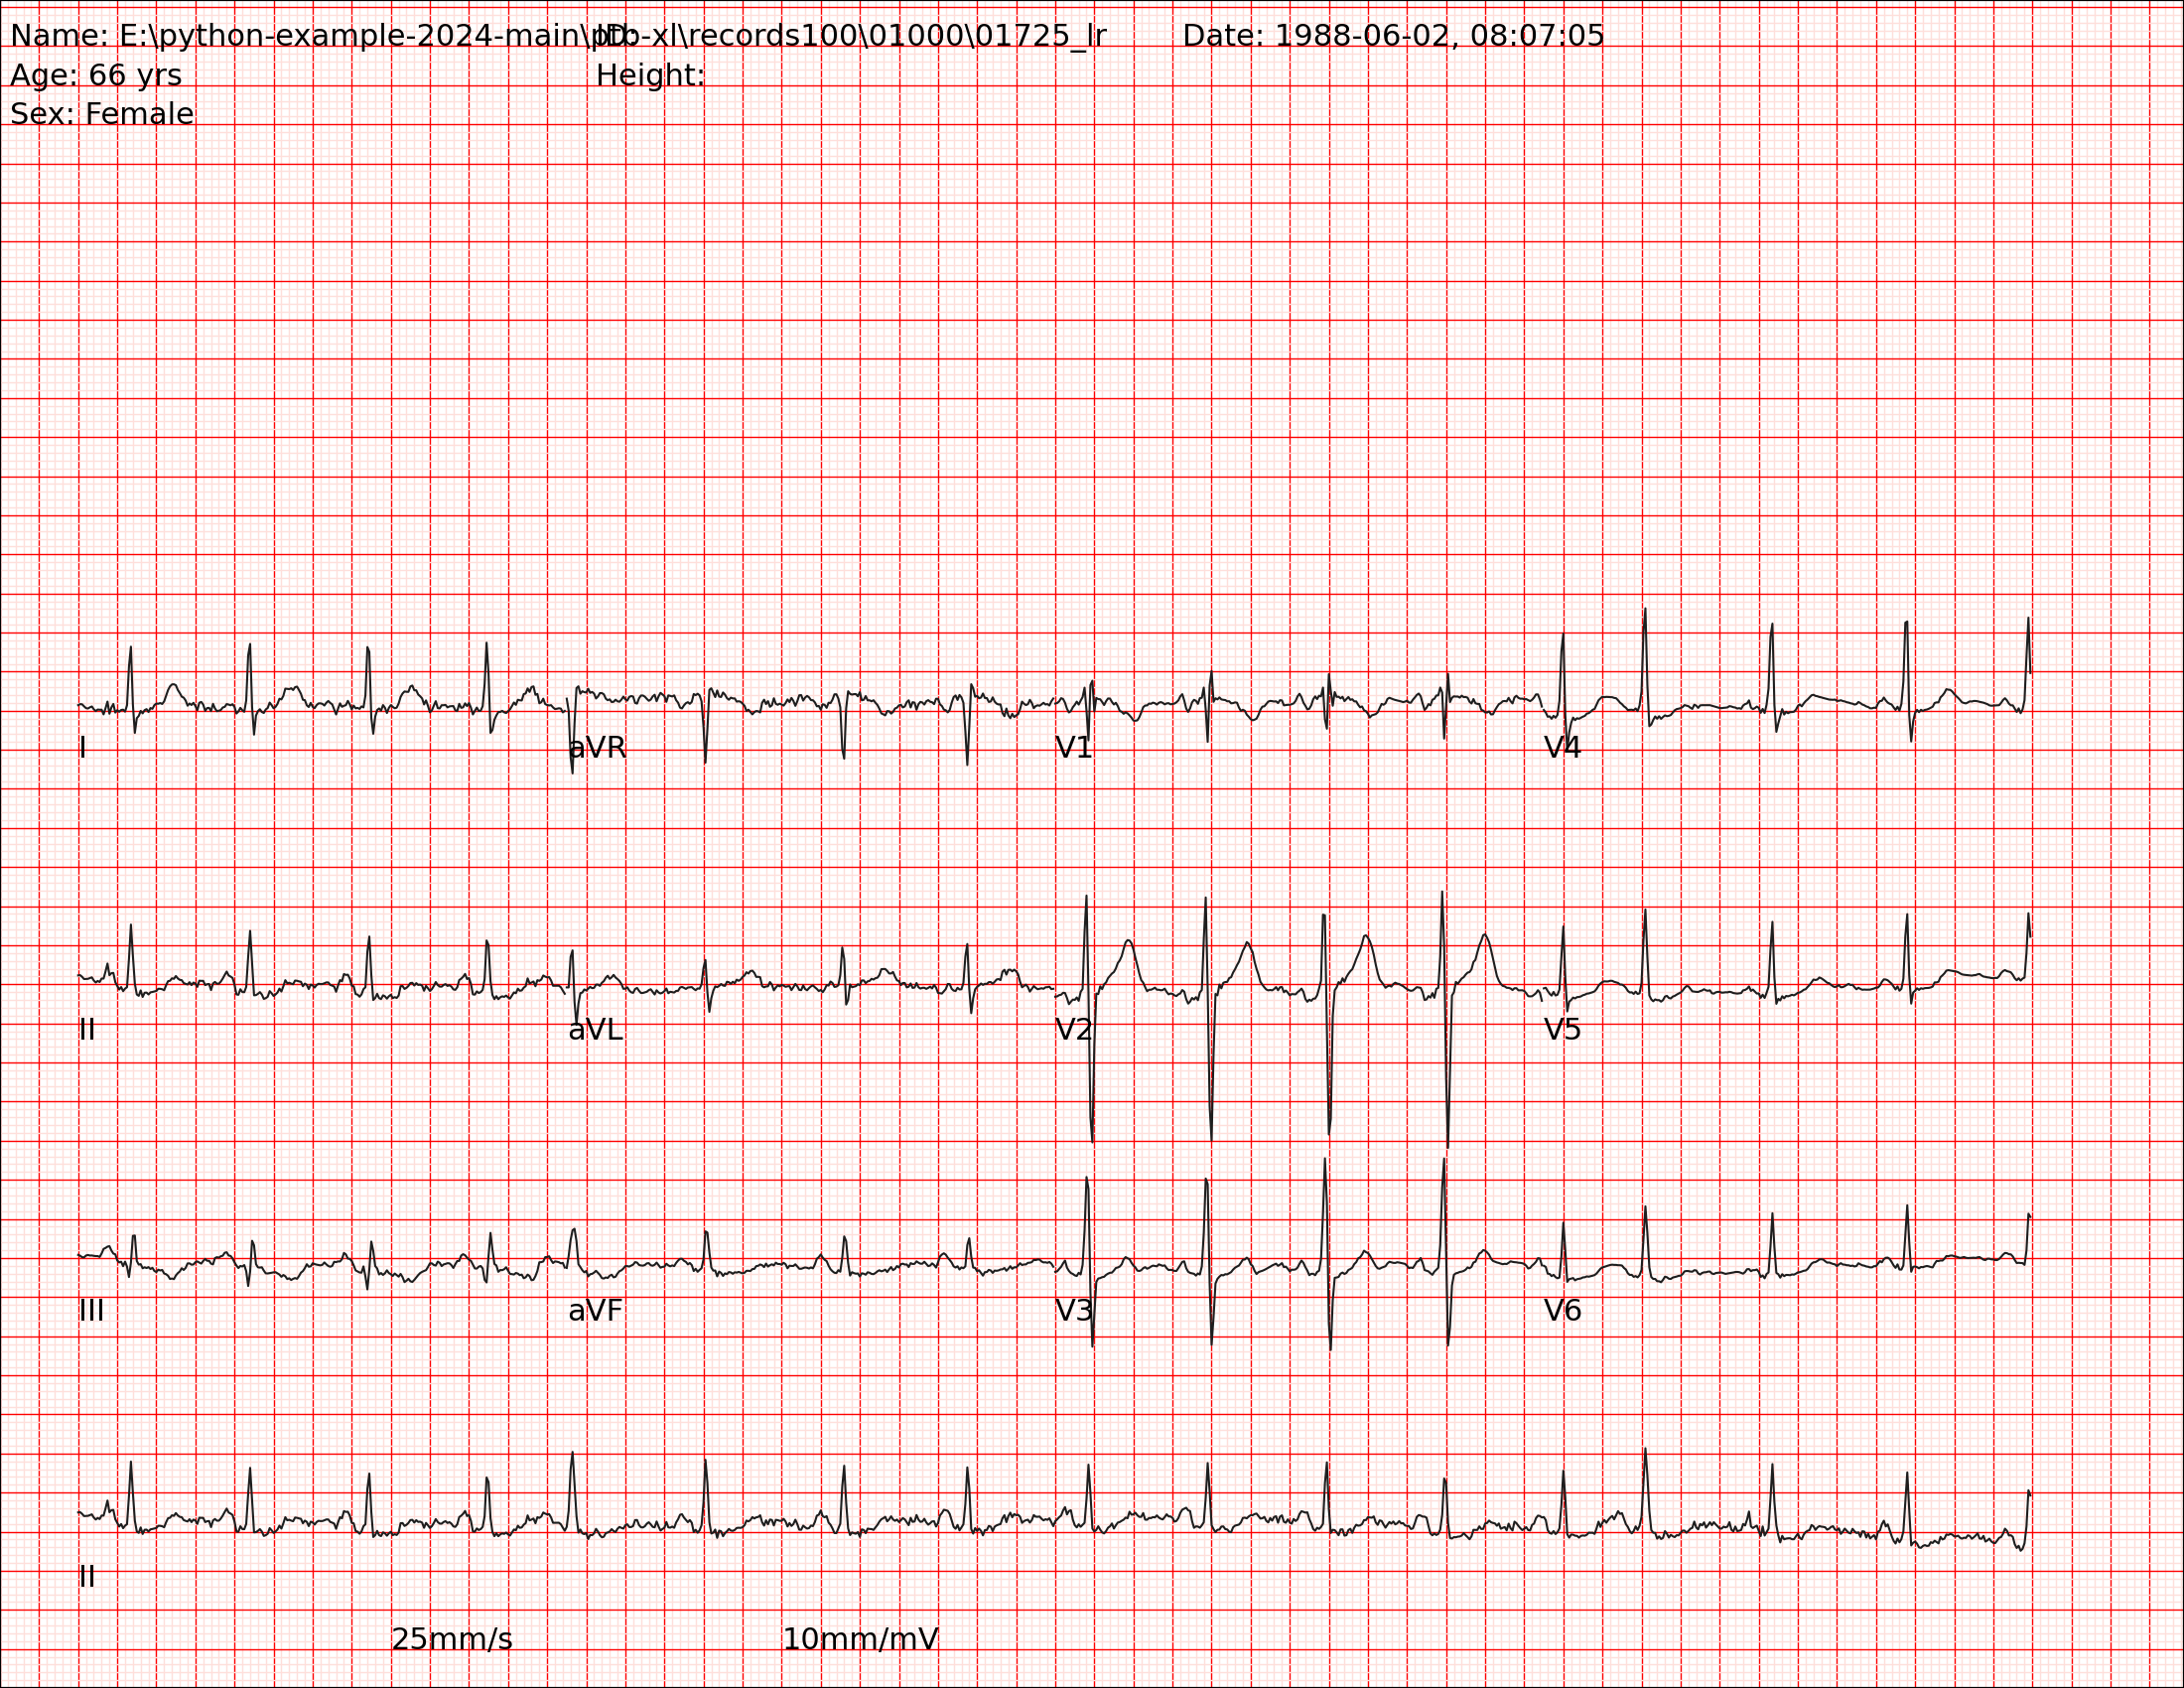 Name: E:\python-example-2024-main\ptb-xl\records100\01000\01725_lr ID: Date: 1988-06-02, 08:07:05
Age: 66 yrs Height:
Sex: Female
I aVR V1 V4
II aVL V2 V5
III aVF V3 V6
II
25mm/s 10mm/mV